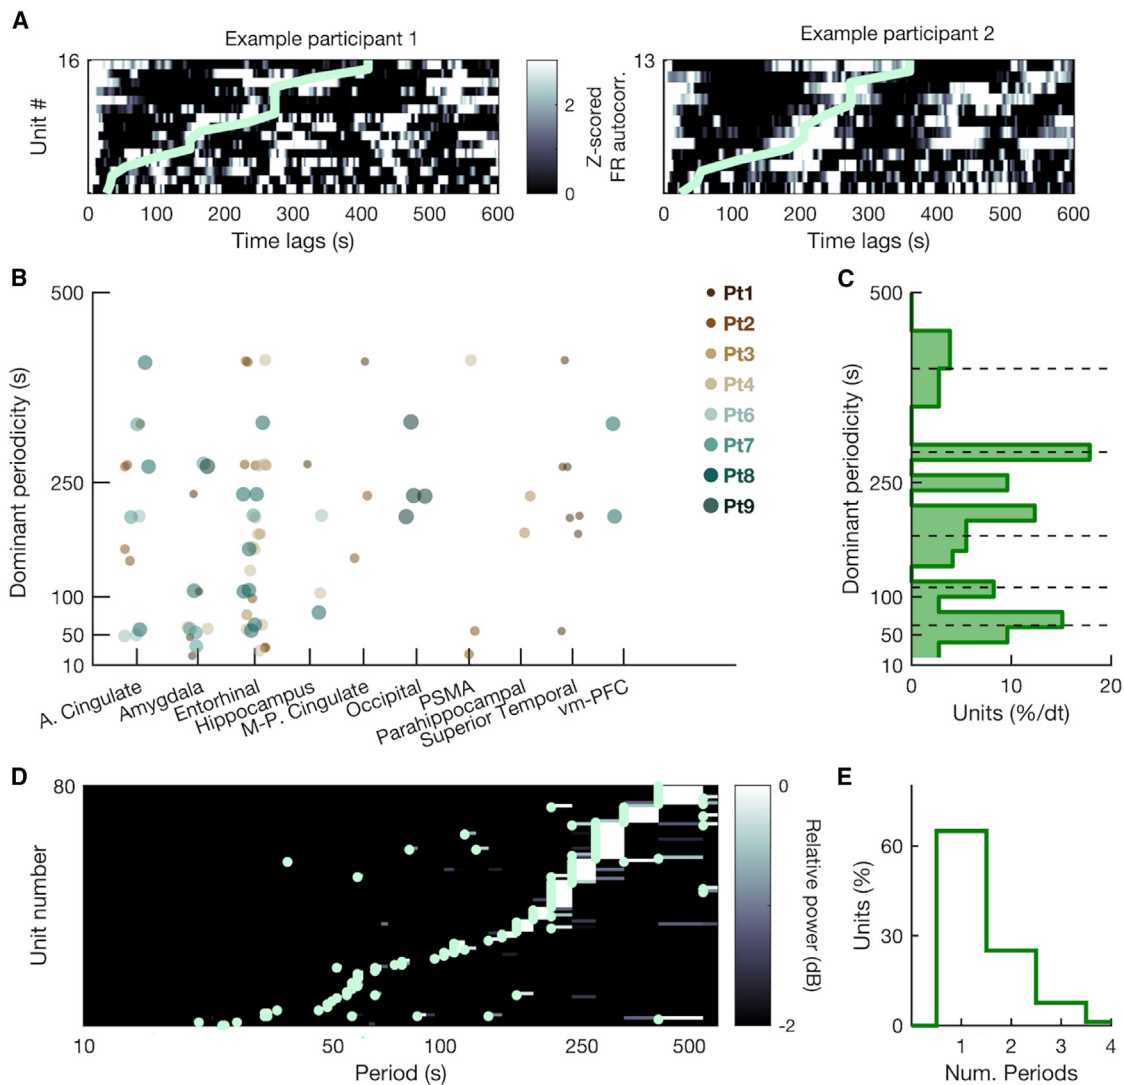 A
Example participant 1
Example participant 2
16
Unit #
0 100 200 300 400 500 600
Time lags (s)
2
0
Z-scored
FR autocorr.
13
0 100 200 300 400 500 600
Time lags (s)
B
500
250
100
50
10
Dominant periodicity (s)
A. Cingulate
Amygdala
Entorhinal
Hippocampus
M-P. Cingulate
Occipital
PSMA
Parahippocampal
Superior Temporal
vm-PFC
Pt1
Pt2
Pt3
Pt4
Pt6
Pt7
Pt8
Pt9
C
500
250
100
50
10
Dominant periodicity (s)
0 10 20
Units (%/dt)
D
80
Unit number
10 50 100 250 500
Period (s)
0
-2
Relative power (dB)
E
60
30
0
Units (%)
1 2 3 4
Num. Periods